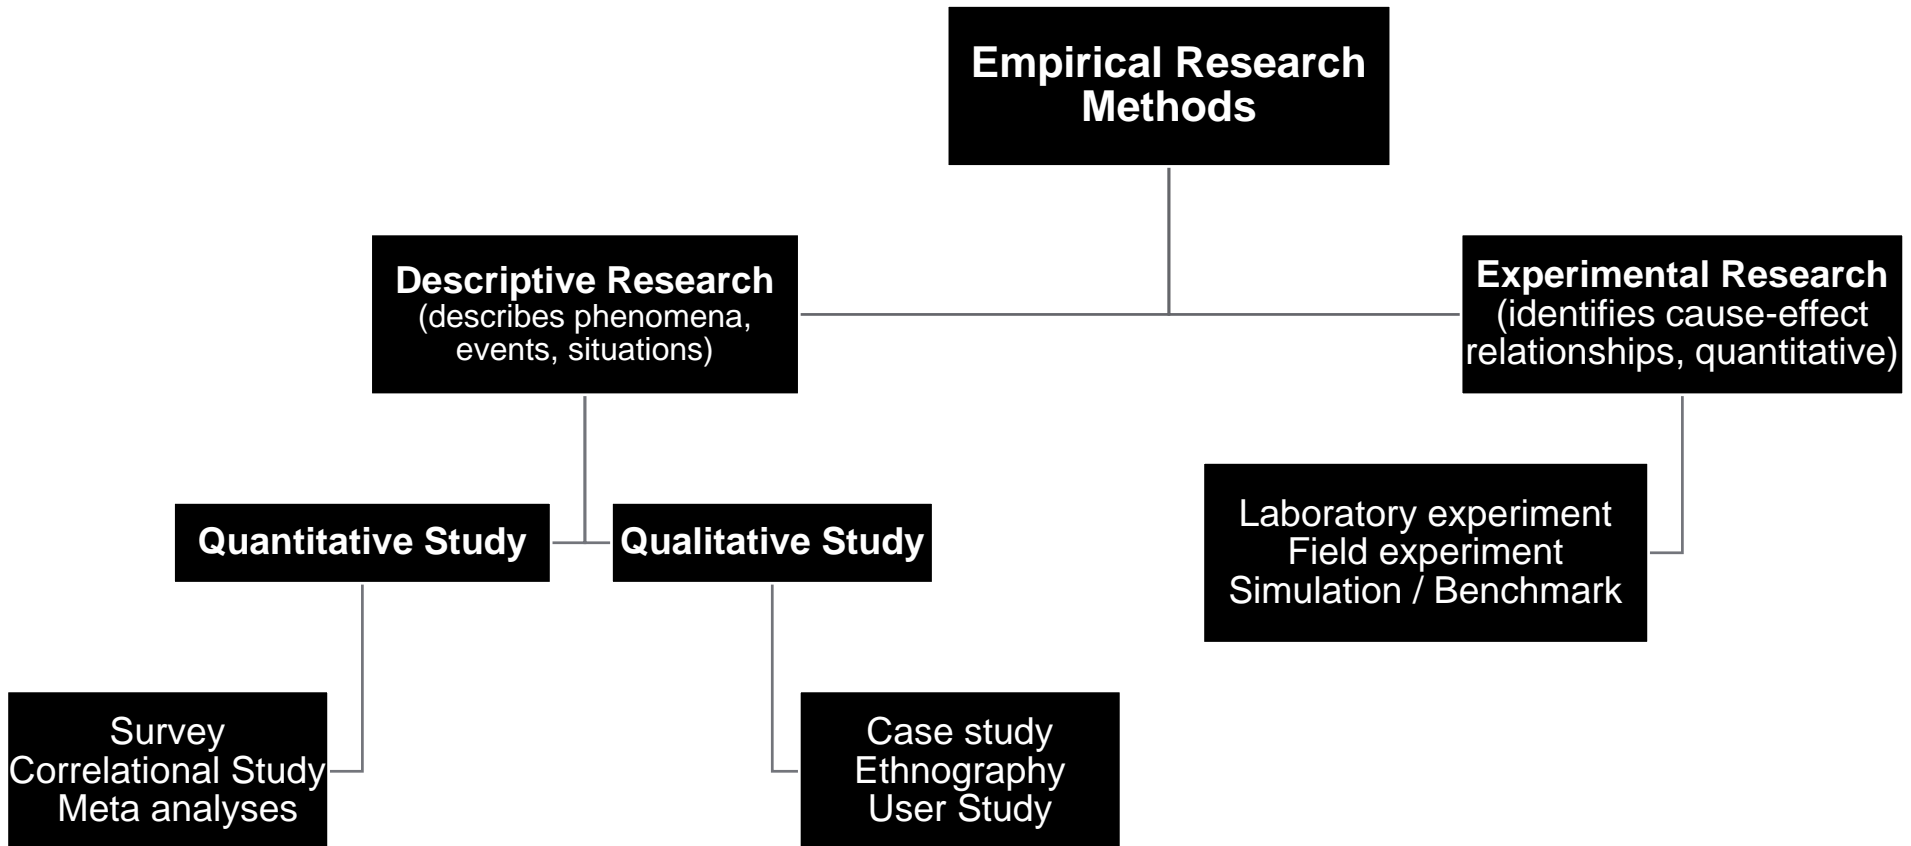 Empirical Research
Methods
Descriptive Research
(describes phenomena,
events, situations)
Experimental Research
(identifies cause-effect
relationships, quantitative)
Quantitative Study
Qualitative Study
Laboratory experiment
Field experiment
Simulation / Benchmark
Survey
Correlational Study
Meta analyses
Case study
Ethnography
User Study